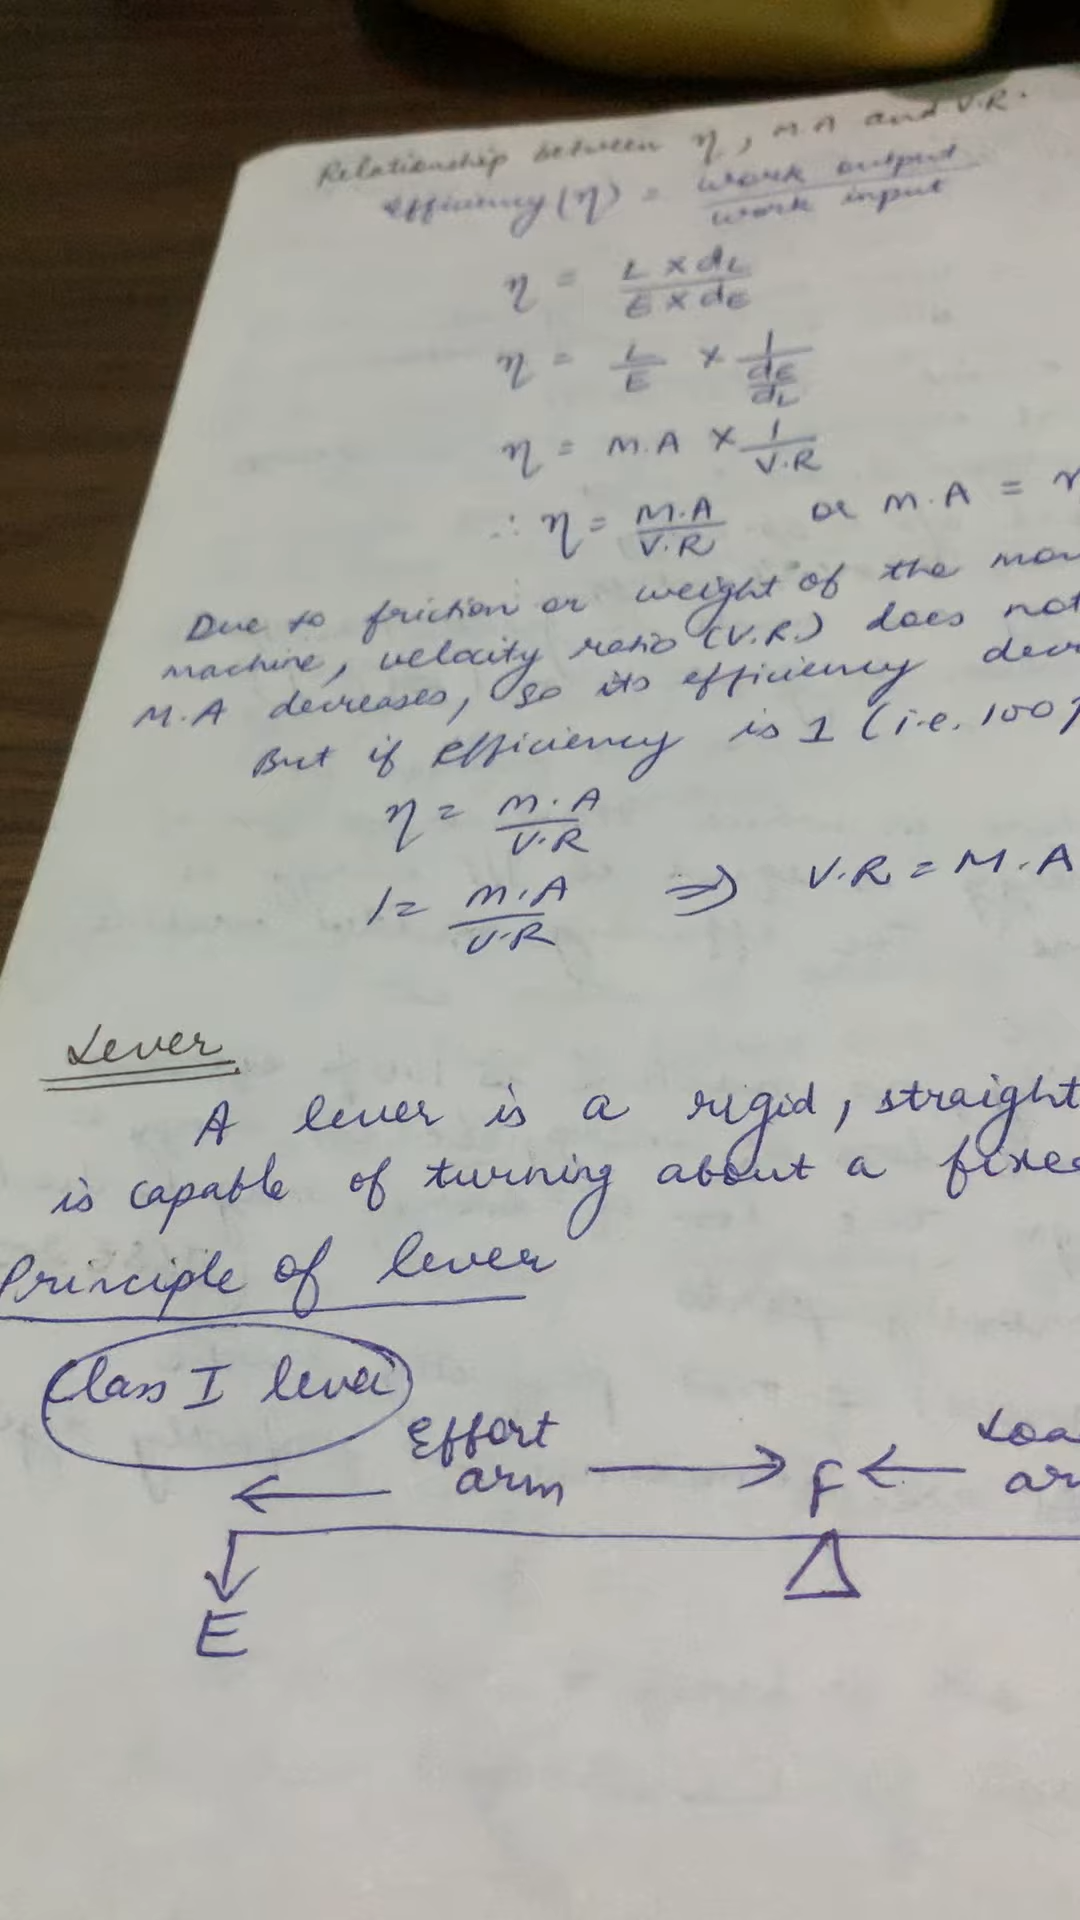 Relationship between η, M.A and V.R.
efficiency (η) = work output / work input
η = L × dL / E × dE
η = L/E × 1 / (dE/dL)
η = M.A × 1/V.R
∴ η = M.A/V.R or M.A =
Due to friction or weight of the
machine, velocity ratio (V.R.) does not
M.A decreases, so its efficiency
But if efficiency is 1 (i.e. 100
η = M.A/V.R
1 = M.A/V.R ⇒ V.R = M.A
Lever
A lever is a rigid, straight
is capable of turning about a
Principle of lever
Class I lever
Effort
arm F
E